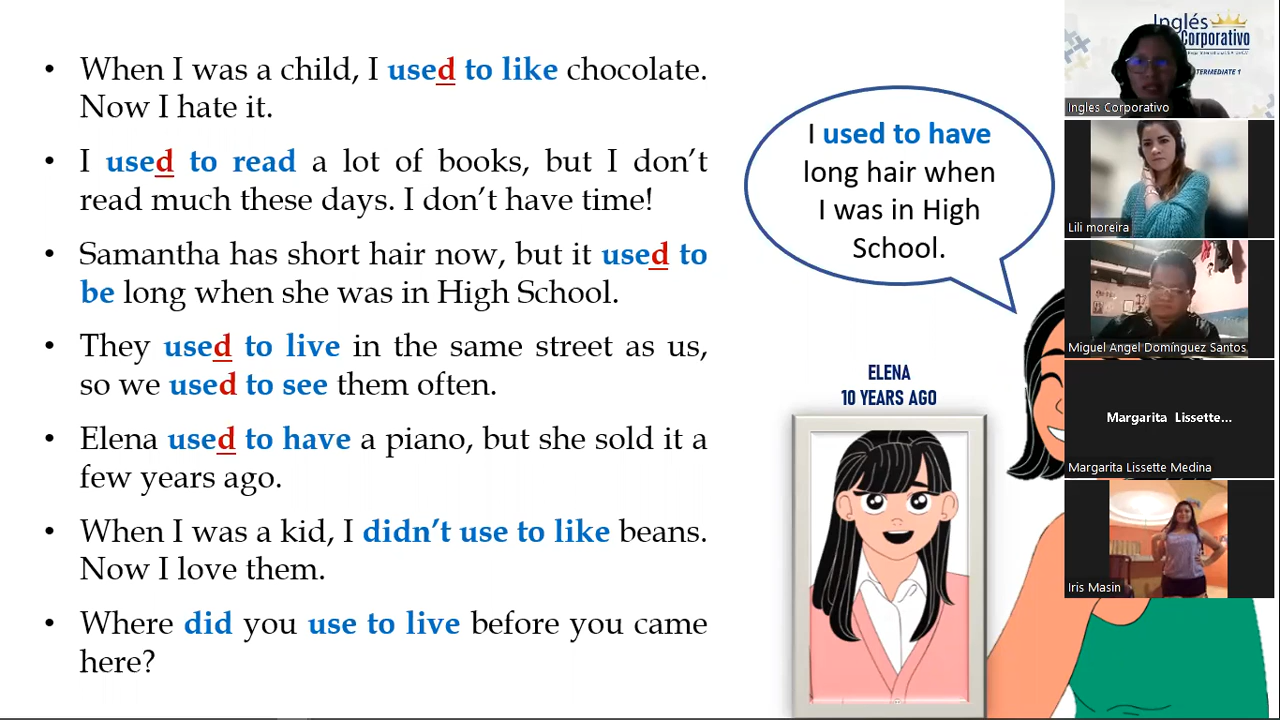 • When I was a child, I used to like chocolate.
Now I hate it.
• I used to read a lot of books, but I don’t
read much these days. I don’t have time!
• Samantha has short hair now, but it used to
be long when she was in High School.
• They used to live in the same street as us,
so we used to see them often.
• Elena used to have a piano, but she sold it a
few years ago.
• When I was a kid, I didn’t use to like beans.
Now I love them.
• Where did you use to live before you came
here?
I used to have
long hair when
I was in High
School.
ELENA
10 YEARS AGO
Inglés
Corporativo
Ingles Corporativo
Lili moreira
Miguel Angel Domínguez Santos
Margarita Lissette...
Margarita Lissette Medina
Iris Masin